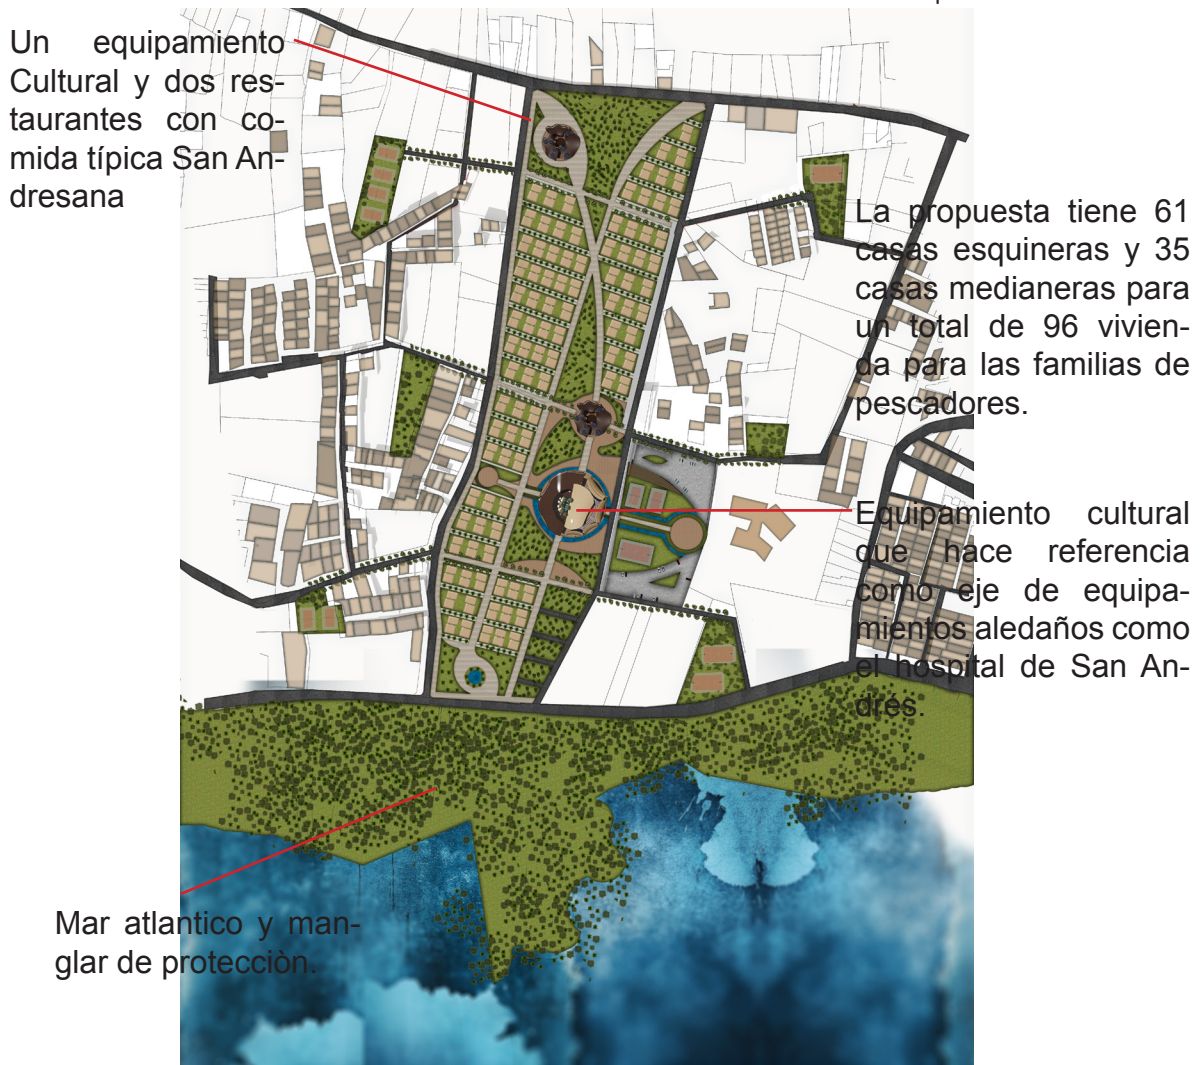 Un equipamiento
Cultural y dos res-
taurantes con co-
mida típica San An-
dresana
La propuesta tiene 61
casas esquineras y 35
casas medianeras para
un total de 96 vivien-
da para las familias de
pescadores.
Equipamiento cultural
que hace referencia
como eje de equipa-
mientos aledaños como
el hospital de San An-
drés.
Mar atlantico y man-
glar de protecciòn.